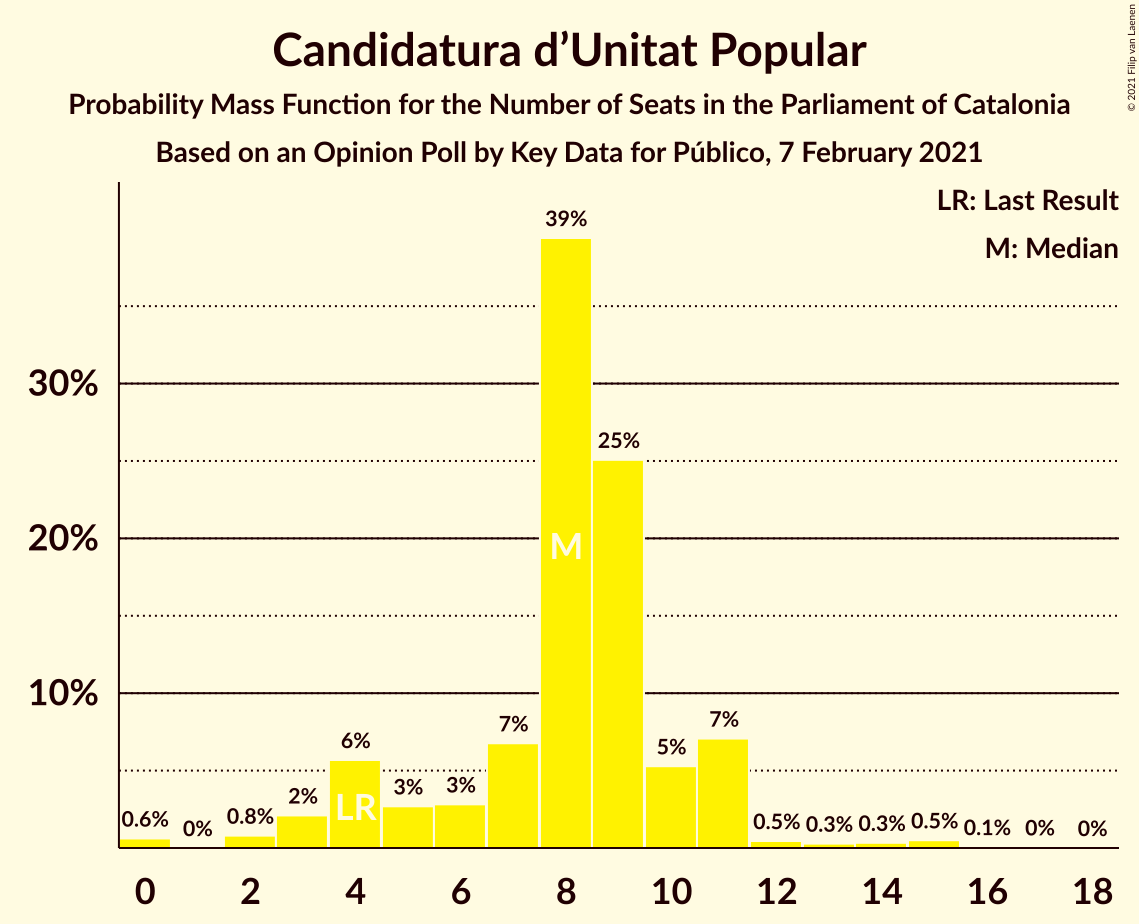 Candidatura d’Unitat Popular
Probability Mass Function for the Number of Seats in the Parliament of Catalonia
Based on an Opinion Poll by Key Data for Público, 7 February 2021
© 2021 Filip van Laenen
LR: Last Result
M: Median
39%
30%
25%
20%
M
10%
7%
7%
6%
5%
3%
3%
2%
LR
0.6%
0%
0.8%
0.5%
0.3%
0.3%
0.5%
0.1%
0%
0%
0 2 4 6 8 10 12 14 16 18